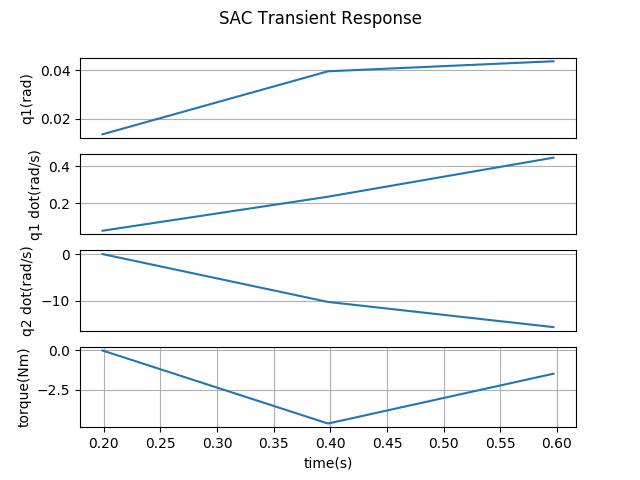 SAC Transient Response
q1(rad)
0.04
0.02
q1 dot(rad/s)
0.4
0.2
q2 dot(rad/s)
0
−10
torque(Nm)
0.0
−2.5
0.20 0.25 0.30 0.35 0.40 0.45 0.50 0.55 0.60
time(s)